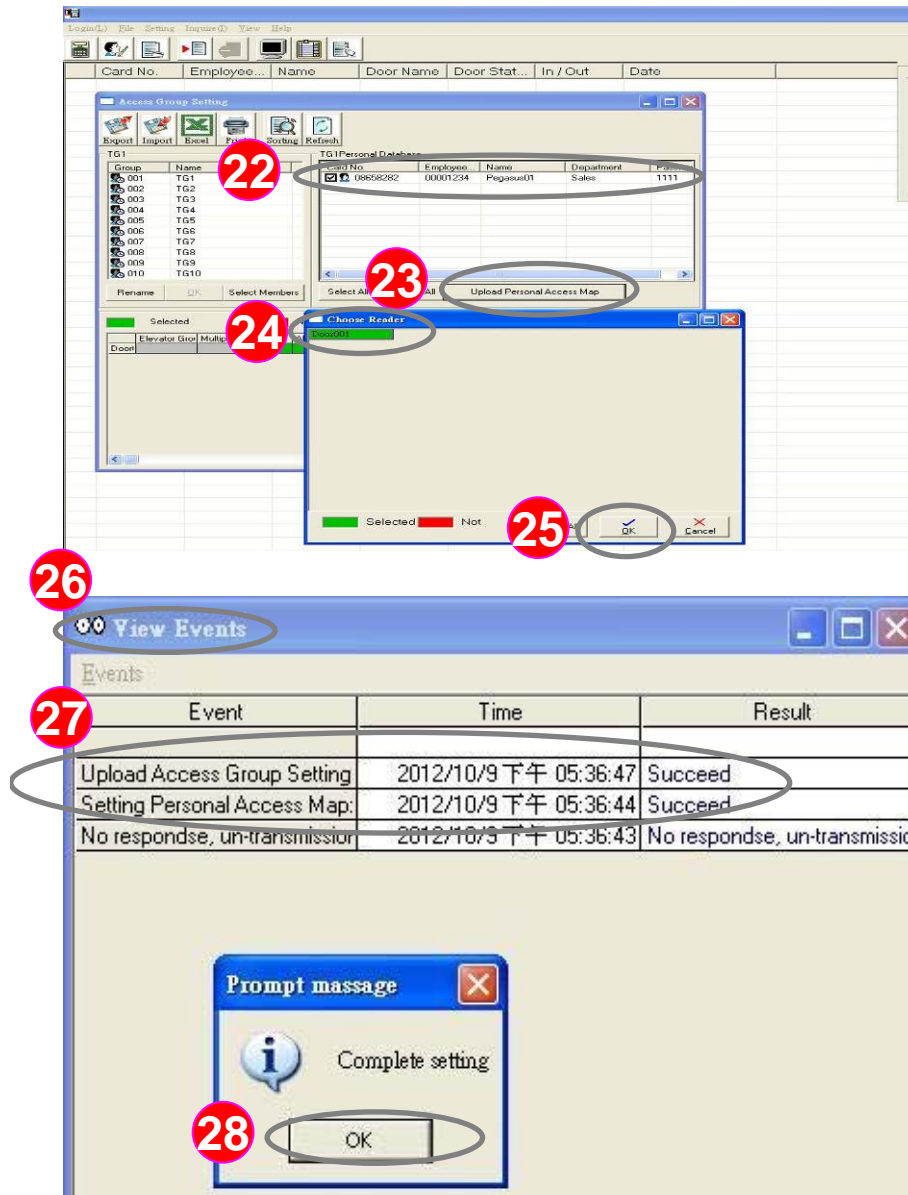 Login(L) File Setting Inquire(I) View Help
Card No. Employee... Name Door Name Door Stat... In / Out Date
Access Group Setting
Export Import Excel Sorting Refresh
TG1 TG1Personal Database
22
Group Name Card No. Employee... Name Department
001 TG1 08658282 00001234 Pegasus01 Sales 1111
002 TG2
003 TG3
004 TG4
005 TG5
006 TG6
007 TG7
008 TG8
009 TG9
010 TG10
23
Rename OK Select Members Select All Upload Personal Access Map
24
Selected Choose Reader
Elevator Grou Door001
Door
25
Selected Not OK Cancel
26
View Events
Events
27
Event Time Result
Upload Access Group Setting 2012/10/9 下午 05:36:47 Succeed
Setting Personal Access Map: 2012/10/9 下午 05:36:44 Succeed
No respondse, un-transmission 2012/10/9 下午 05:36:43 No respondse, un-transmissio
Prompt massage
Complete setting
28
OK